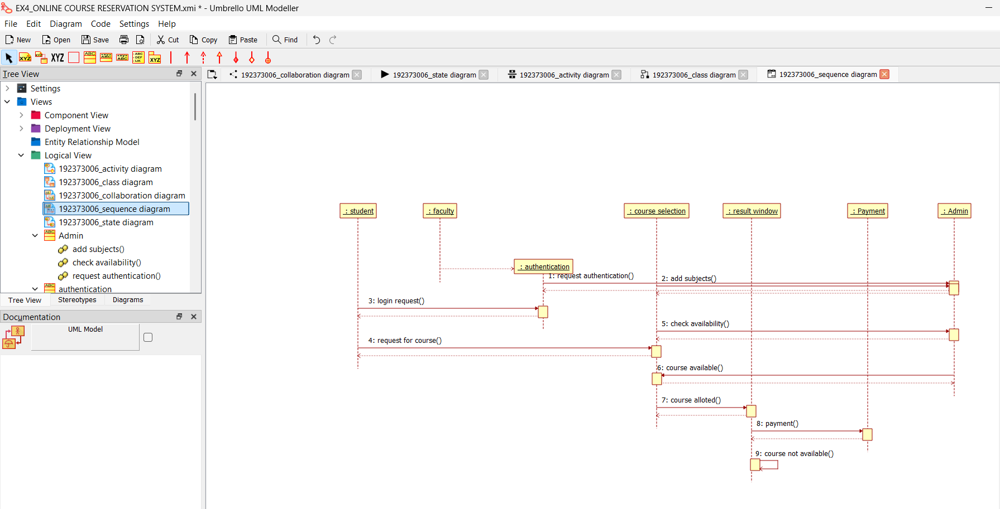 EX4_ONLINE COURSE RESERVATION SYSTEM.xmi * - Umbrello UML Modeller
File Edit Diagram Code Settings Help
New Open Save Cut Copy Paste Find
XYZ XYZ XYZ ABC XYZ
Tree View
192373006_collaboration diagram 192373006_state diagram 192373006_activity diagram 192373006_class diagram 192373006_sequence diagram
Settings
Views
Component View
Deployment View
Entity Relationship Model
Logical View
192373006_activity diagram
192373006_class diagram
192373006_collaboration diagram
192373006_sequence diagram
192373006_state diagram
Admin
add subjects()
check availability()
request authentication()
authentication
Tree View Stereotypes Diagrams
Documentation
UML Model
: student : faculty : course selection : result window : Payment : Admin
: authentication
1: request authentication()
2: add subjects()
3: login request()
5: check availability()
4: request for course()
6: course available()
7: course alloted()
8: payment()
9: course not available()